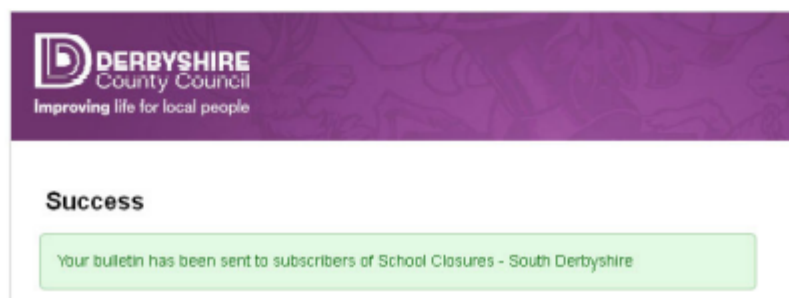 DERBYSHIRE
County Council
Improving life for local people
Success
Your bulletin has been sent to subscribers of School Closures - South Derbyshire